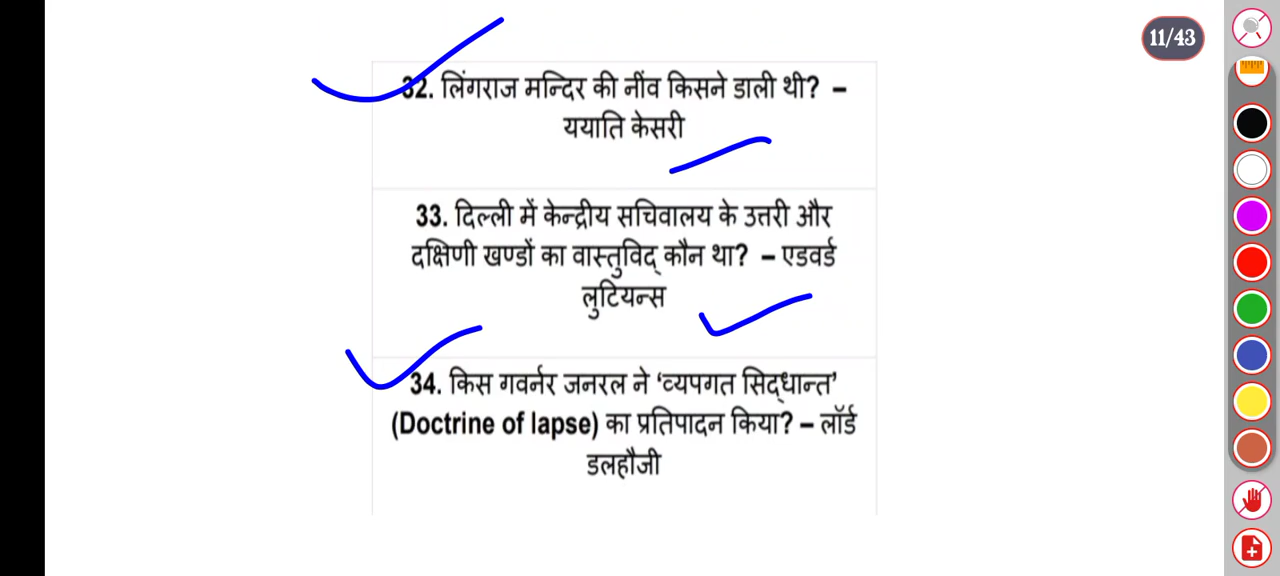 11/43
32. लिंगराज मन्दिर की नींव किसने डाली थी? –
ययाति केसरी
33. दिल्ली में केन्द्रीय सचिवालय के उत्तरी और
दक्षिणी खण्डों का वास्तुविद् कौन था? – एडवर्ड
लुटियन्स
34. किस गवर्नर जनरल ने ‘व्यपगत सिद्धान्त’
(Doctrine of lapse) का प्रतिपादन किया? – लॉर्ड
डलहौजी